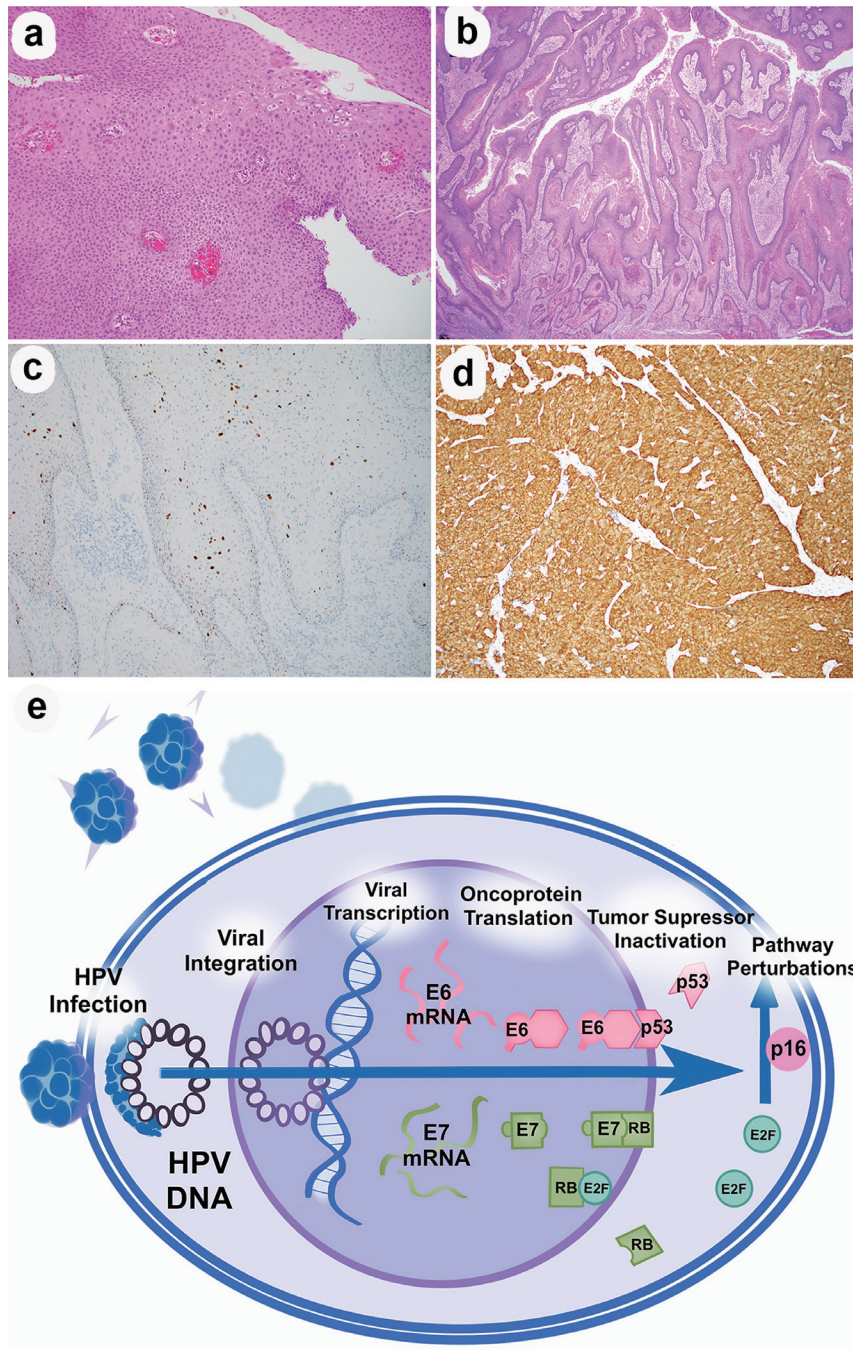 a
b
c
d
e
Viral
Transcription
Oncoprotein
Translation
Tumor Supressor
Inactivation
Viral
Integration
Pathway
Perturbations
HPV
Infection
p53
E6
mRNA
E6
E6
p53
p16
E7
mRNA
E7
E7
RB
E2F
HPV
DNA
RB
E2F
E2F
RB